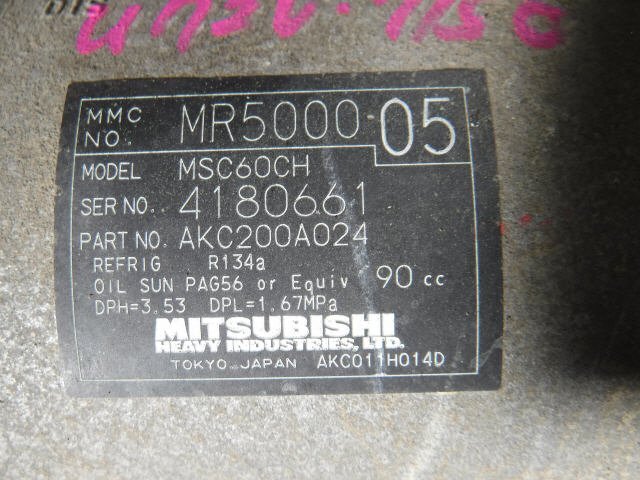 MMC NO. MR5000 05
MODEL MSC60CH
SER NO. 4180661
PART NO. AKC200A024
REFRIG R134a
OIL SUN PAG56 or Equiv 90 cc
DPH=3.53 DPL=1.67MPa
MITSUBISHI
HEAVY INDUSTRIES, LTD.
TOKYO JAPAN AKC011H014D